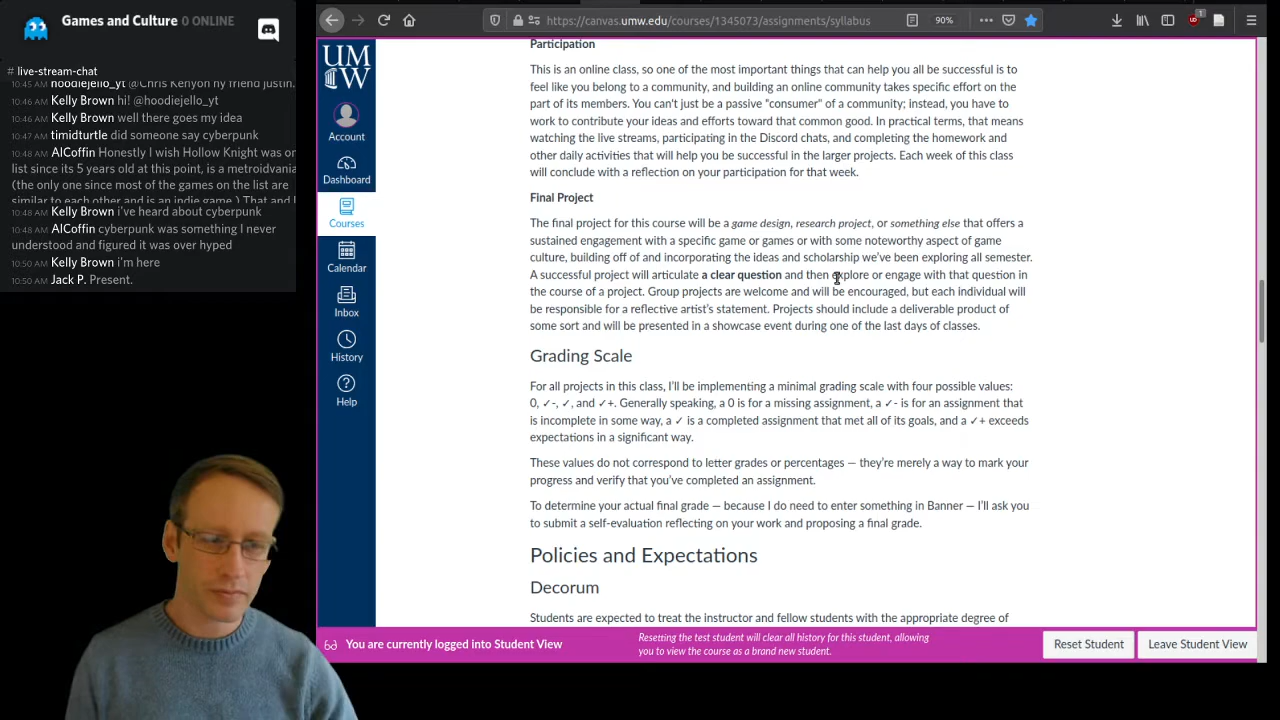 Games and Culture 0 ONLINE
# live-stream-chat
10:45 AM hoodiejello_yt @Chris Kenyon my friend justin.
10:46 AM Kelly Brown hi! @hoodiejello_yt
10:46 AM Kelly Brown well there goes my idea
10:47 AM timidturtle did someone say cyberpunk
10:48 AM AlCoffin Honestly I wish Hollow Knight was on
list since its 5 years old at this point, is a metroidvania
(the only one since most of the games on the list are
similar to each other and is an indie game ) That and I
10:48 AM Kelly Brown i've heard about cyberpunk
10:48 AM AlCoffin cyberpunk was something I never
understood and figured it was over hyped
10:50 AM Kelly Brown i'm here
10:50 AM Jack P. Present.
https://canvas.umw.edu/courses/1345073/assignments/syllabus
90%
1
UMW
Account
Dashboard
Courses
Calendar
Inbox
History
Help
Participation
This is an online class, so one of the most important things that can help you all be successful is to
feel like you belong to a community, and building an online community takes specific effort on the
part of its members. You can't just be a passive "consumer" of a community; instead, you have to
work to contribute your ideas and efforts toward that common good. In practical terms, that means
watching the live streams, participating in the Discord chats, and completing the homework and
other daily activities that will help you be successful in the larger projects. Each week of this class
will conclude with a reflection on your participation for that week.
Final Project
The final project for this course will be a game design, research project, or something else that offers a
sustained engagement with a specific game or games or with some noteworthy aspect of game
culture, building off of and incorporating the ideas and scholarship we've been exploring all semester.
A successful project will articulate a clear question and then explore or engage with that question in
the course of a project. Group projects are welcome and will be encouraged, but each individual will
be responsible for a reflective artist's statement. Projects should include a deliverable product of
some sort and will be presented in a showcase event during one of the last days of classes.
Grading Scale
For all projects in this class, I'll be implementing a minimal grading scale with four possible values:
0, ✓-, ✓, and ✓+. Generally speaking, a 0 is for a missing assignment, a ✓- is for an assignment that
is incomplete in some way, a ✓ is a completed assignment that met all of its goals, and a ✓+ exceeds
expectations in a significant way.
These values do not correspond to letter grades or percentages — they're merely a way to mark your
progress and verify that you've completed an assignment.
To determine your actual final grade — because I do need to enter something in Banner — I'll ask you
to submit a self-evaluation reflecting on your work and proposing a final grade.
Policies and Expectations
Decorum
Students are expected to treat the instructor and fellow students with the appropriate degree of
You are currently logged into Student View
Resetting the test student will clear all history for this student, allowing
you to view the course as a brand new student.
Reset Student
Leave Student View